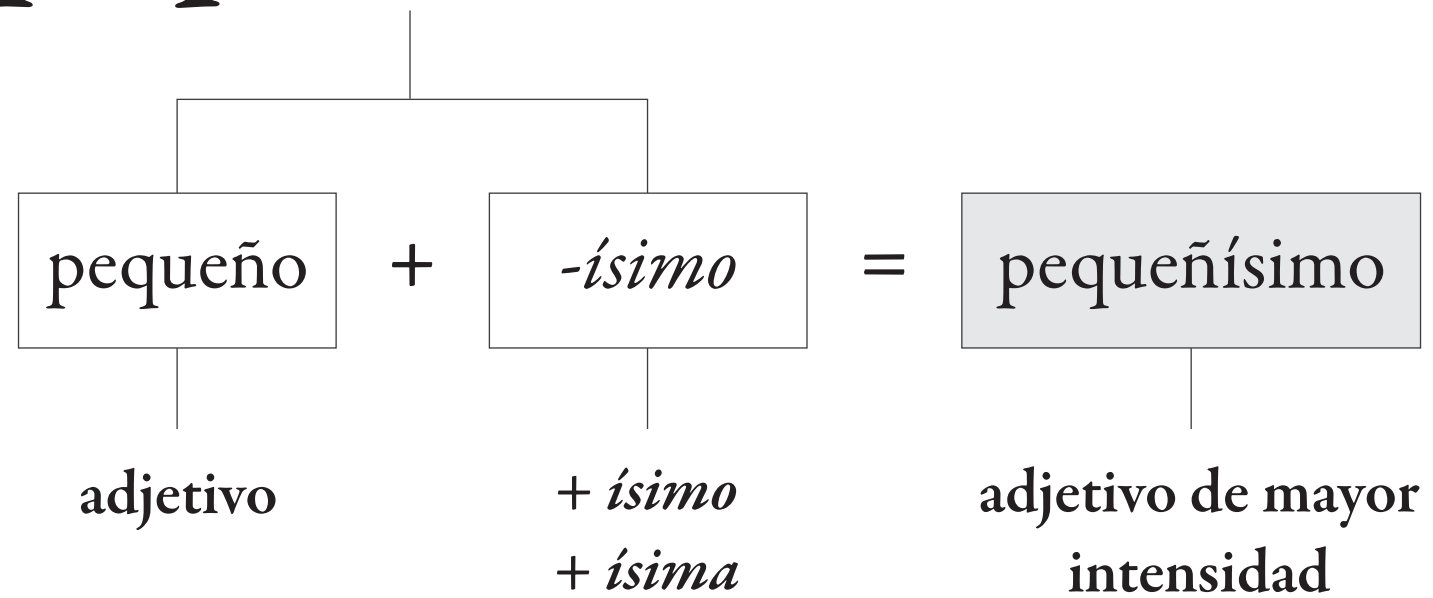 pequeño + -ísimo = pequeñísimo
adjetivo + ísimo adjetivo de mayor
+ ísima intensidad